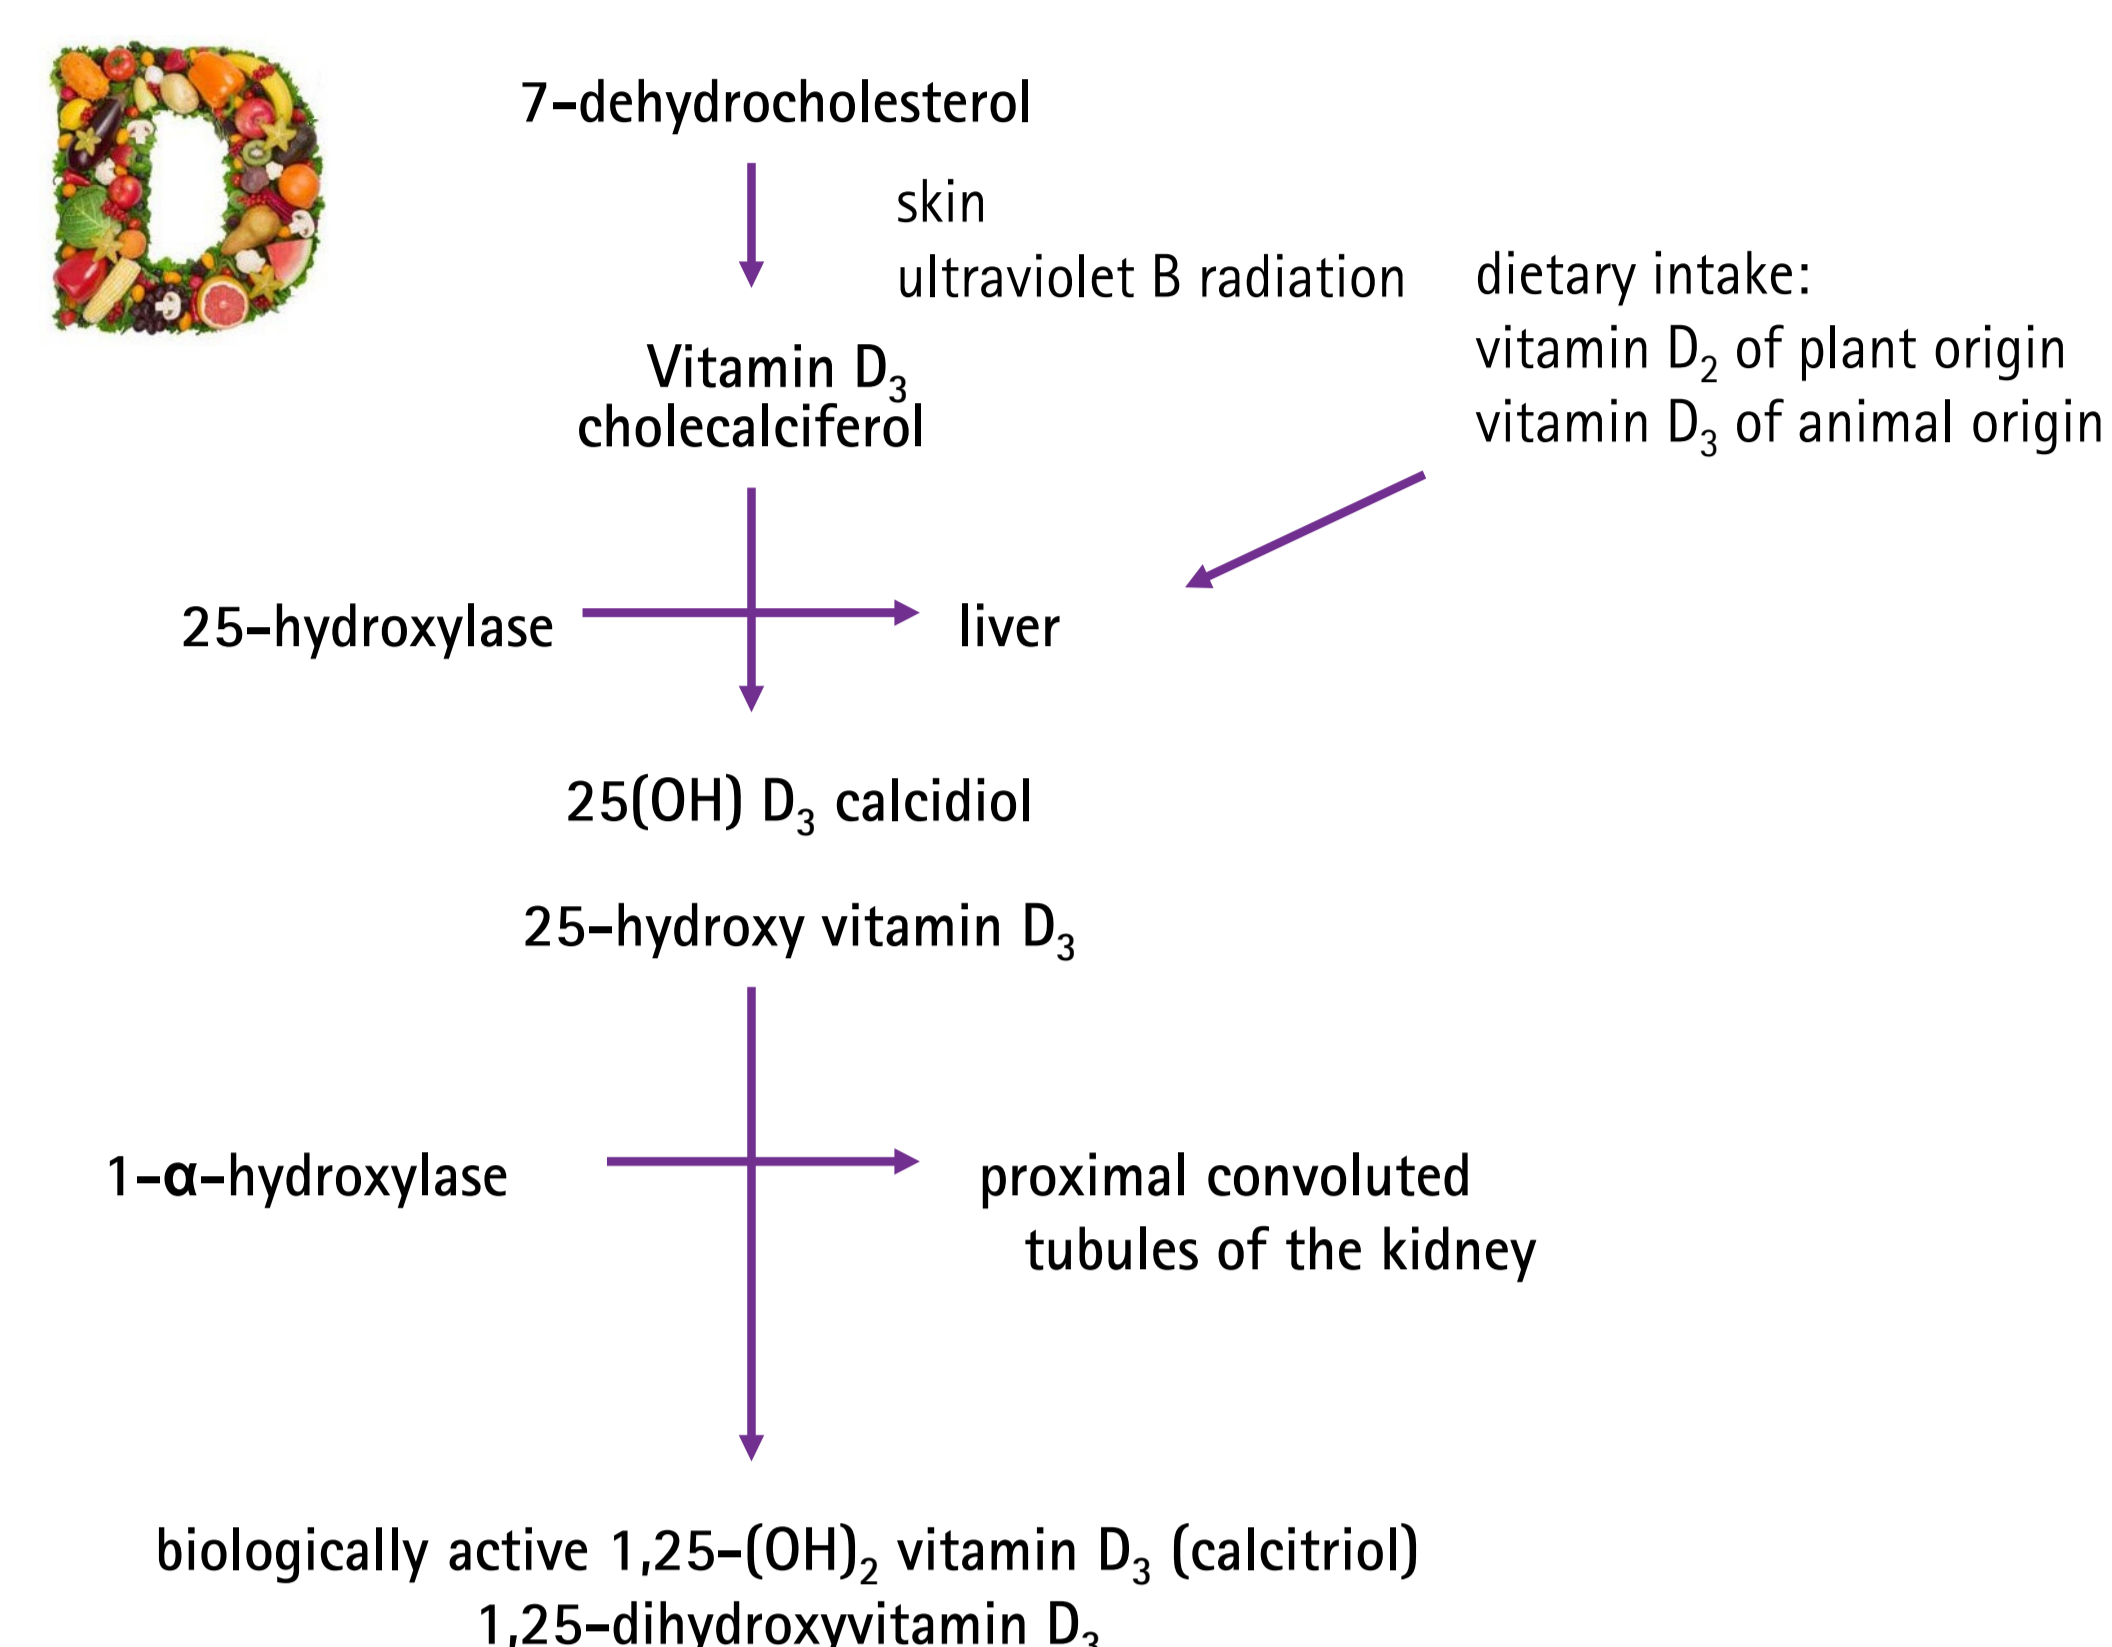 7-dehydrocholesterol
skin
ultraviolet B radiation
dietary intake:
vitamin D₂ of plant origin
vitamin D₃ of animal origin
Vitamin D₃
cholecalciferol
25-hydroxylase
liver
25(OH) D₃ calcidiol
25-hydroxy vitamin D₃
1-α-hydroxylase
proximal convoluted
tubules of the kidney
biologically active 1,25-(OH)₂ vitamin D₃ (calcitriol)
1,25-dihydroxyvitamin D₃